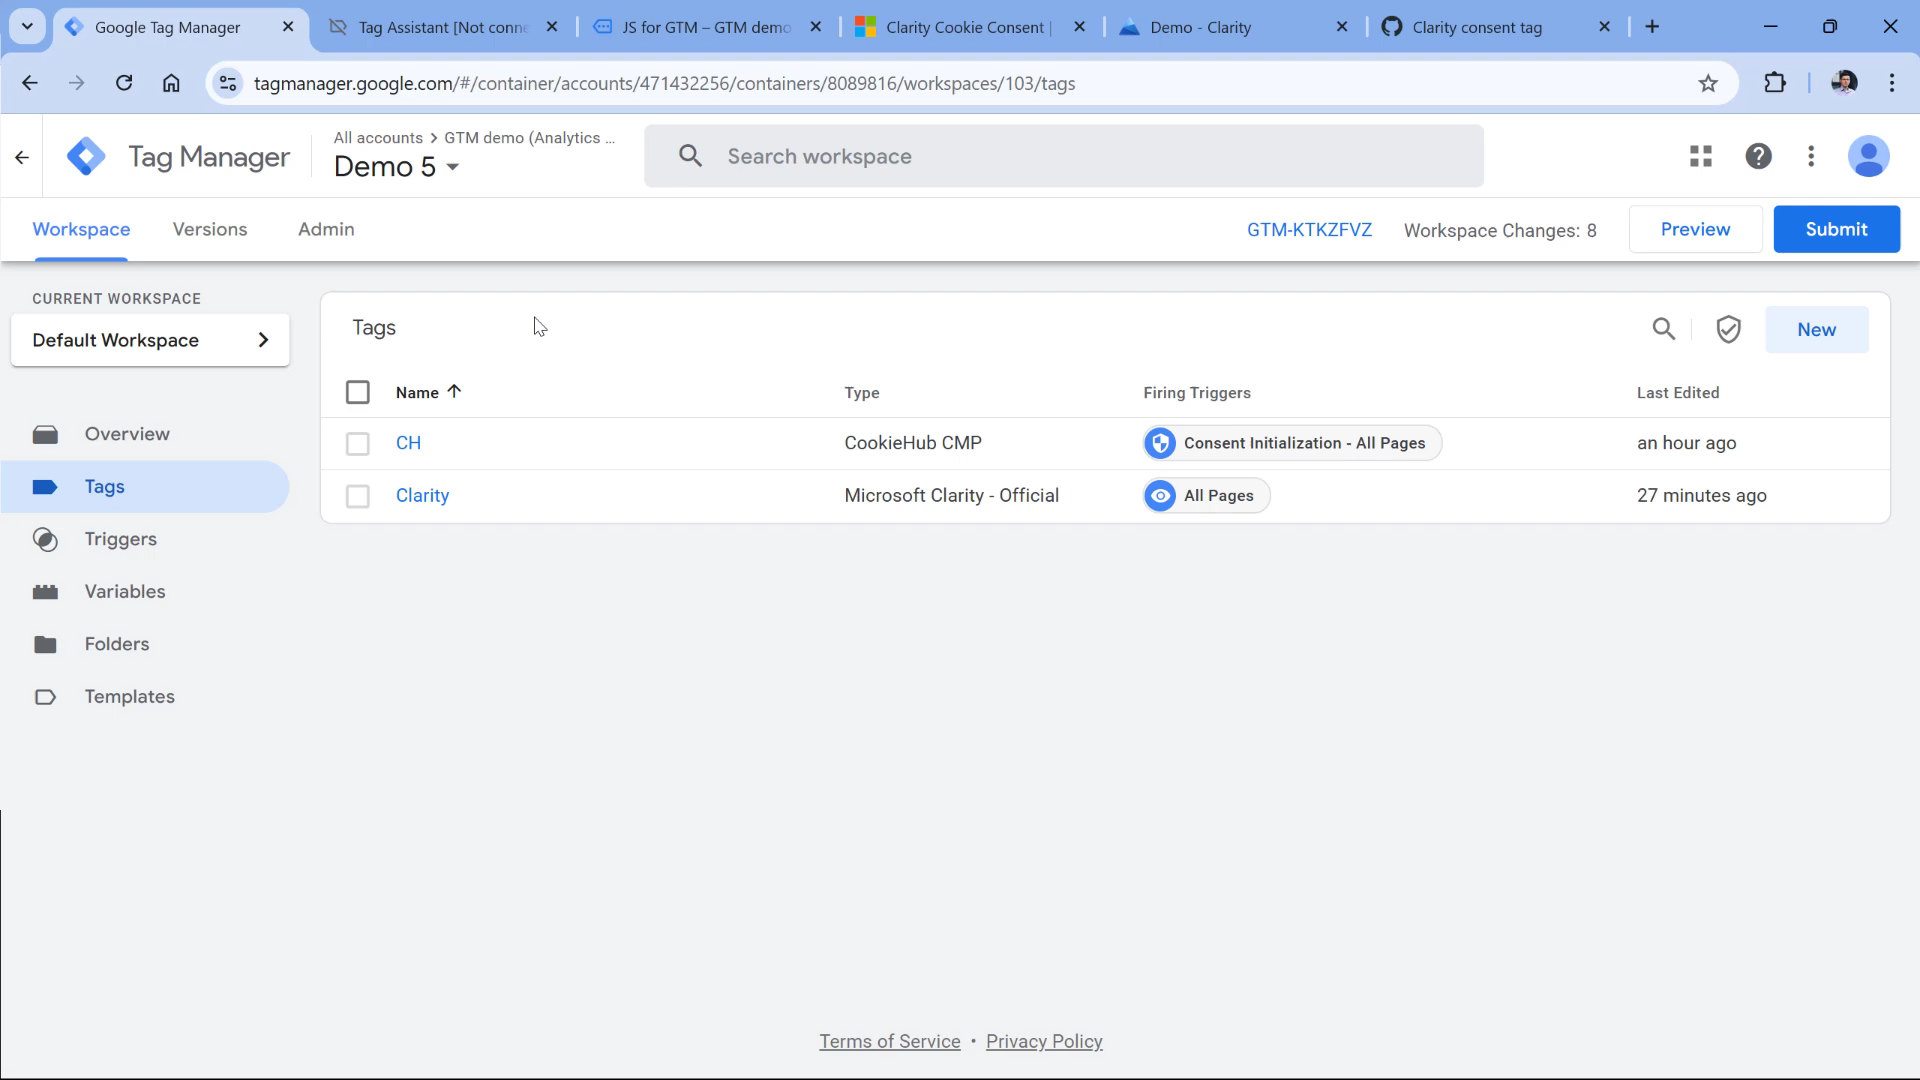 Google Tag Manager
Tag Assistant [Not conne
JS for GTM – GTM demo
Clarity Cookie Consent |
Demo - Clarity
Clarity consent tag
tagmanager.google.com/#/container/accounts/471432256/containers/8089816/workspaces/103/tags
Tag Manager
All accounts > GTM demo (Analytics ...
Demo 5
Search workspace
Workspace
Versions
Admin
GTM-KTKZFVZ
Workspace Changes: 8
Preview
Submit
CURRENT WORKSPACE
Default Workspace
Overview
Tags
Triggers
Variables
Folders
Templates
Tags
New
Name
Type
Firing Triggers
Last Edited
CH
CookieHub CMP
Consent Initialization - All Pages
an hour ago
Clarity
Microsoft Clarity - Official
All Pages
27 minutes ago
Terms of Service • Privacy Policy